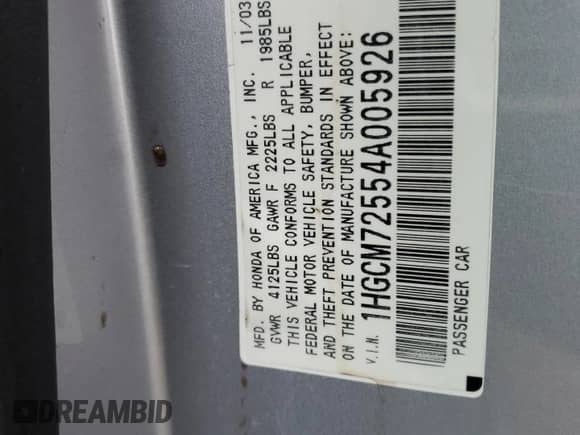 MFD. BY HONDA OF AMERICA MFG., INC. 11/03
GVWR 4125LBS GAWR F 2225LBS R 1985LBS
THIS VEHICLE CONFORMS TO ALL APPLICABLE
FEDERAL MOTOR VEHICLE SAFETY, BUMPER,
AND THEFT PREVENTION STANDARDS IN EFFECT
ON THE DATE OF MANUFACTURE SHOWN ABOVE:
V.I.N. 1HGCM72554A005926
PASSENGER CAR
DREAMBID